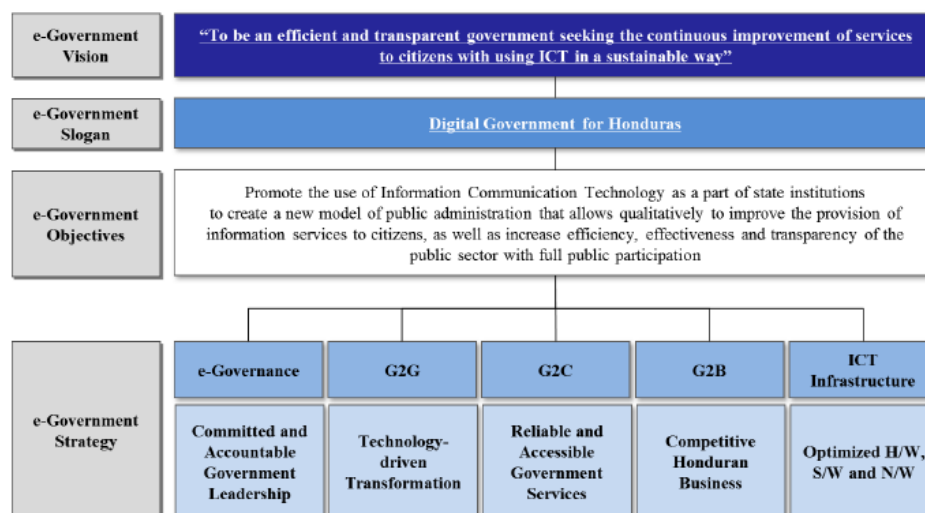 e-Government
Vision
“To be an efficient and transparent government seeking the continuous improvement of services
to citizens with using ICT in a sustainable way”
e-Government
Slogan
Digital Government for Honduras
e-Government
Objectives
Promote the use of Information Communication Technology as a part of state institutions
to create a new model of public administration that allows qualitatively to improve the provision of
information services to citizens, as well as increase efficiency, effectiveness and transparency of the
public sector with full public participation
e-Government
Strategy
e-Governance
Committed and
Accountable
Government
Leadership
G2G
Technology-
driven
Transformation
G2C
Reliable and
Accessible
Government
Services
G2B
Competitive
Honduran
Business
ICT
Infrastructure
Optimized H/W,
S/W and N/W